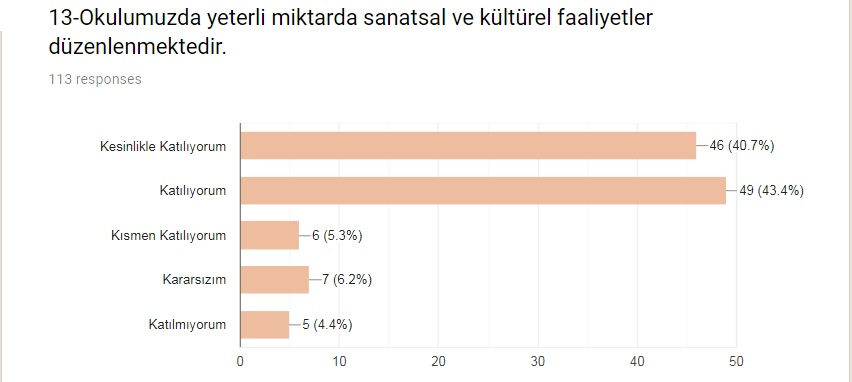 13-Okulumuzda yeterli miktarda sanatsal ve kültürel faaliyetler
düzenlenmektedir.
113 responses
Kesinlikle Katılıyorum 46 (40.7%)
Katılıyorum 49 (43.4%)
Kısmen Katılıyorum 6 (5.3%)
Kararsızım 7 (6.2%)
Katılmıyorum 5 (4.4%)
0 10 20 30 40 50